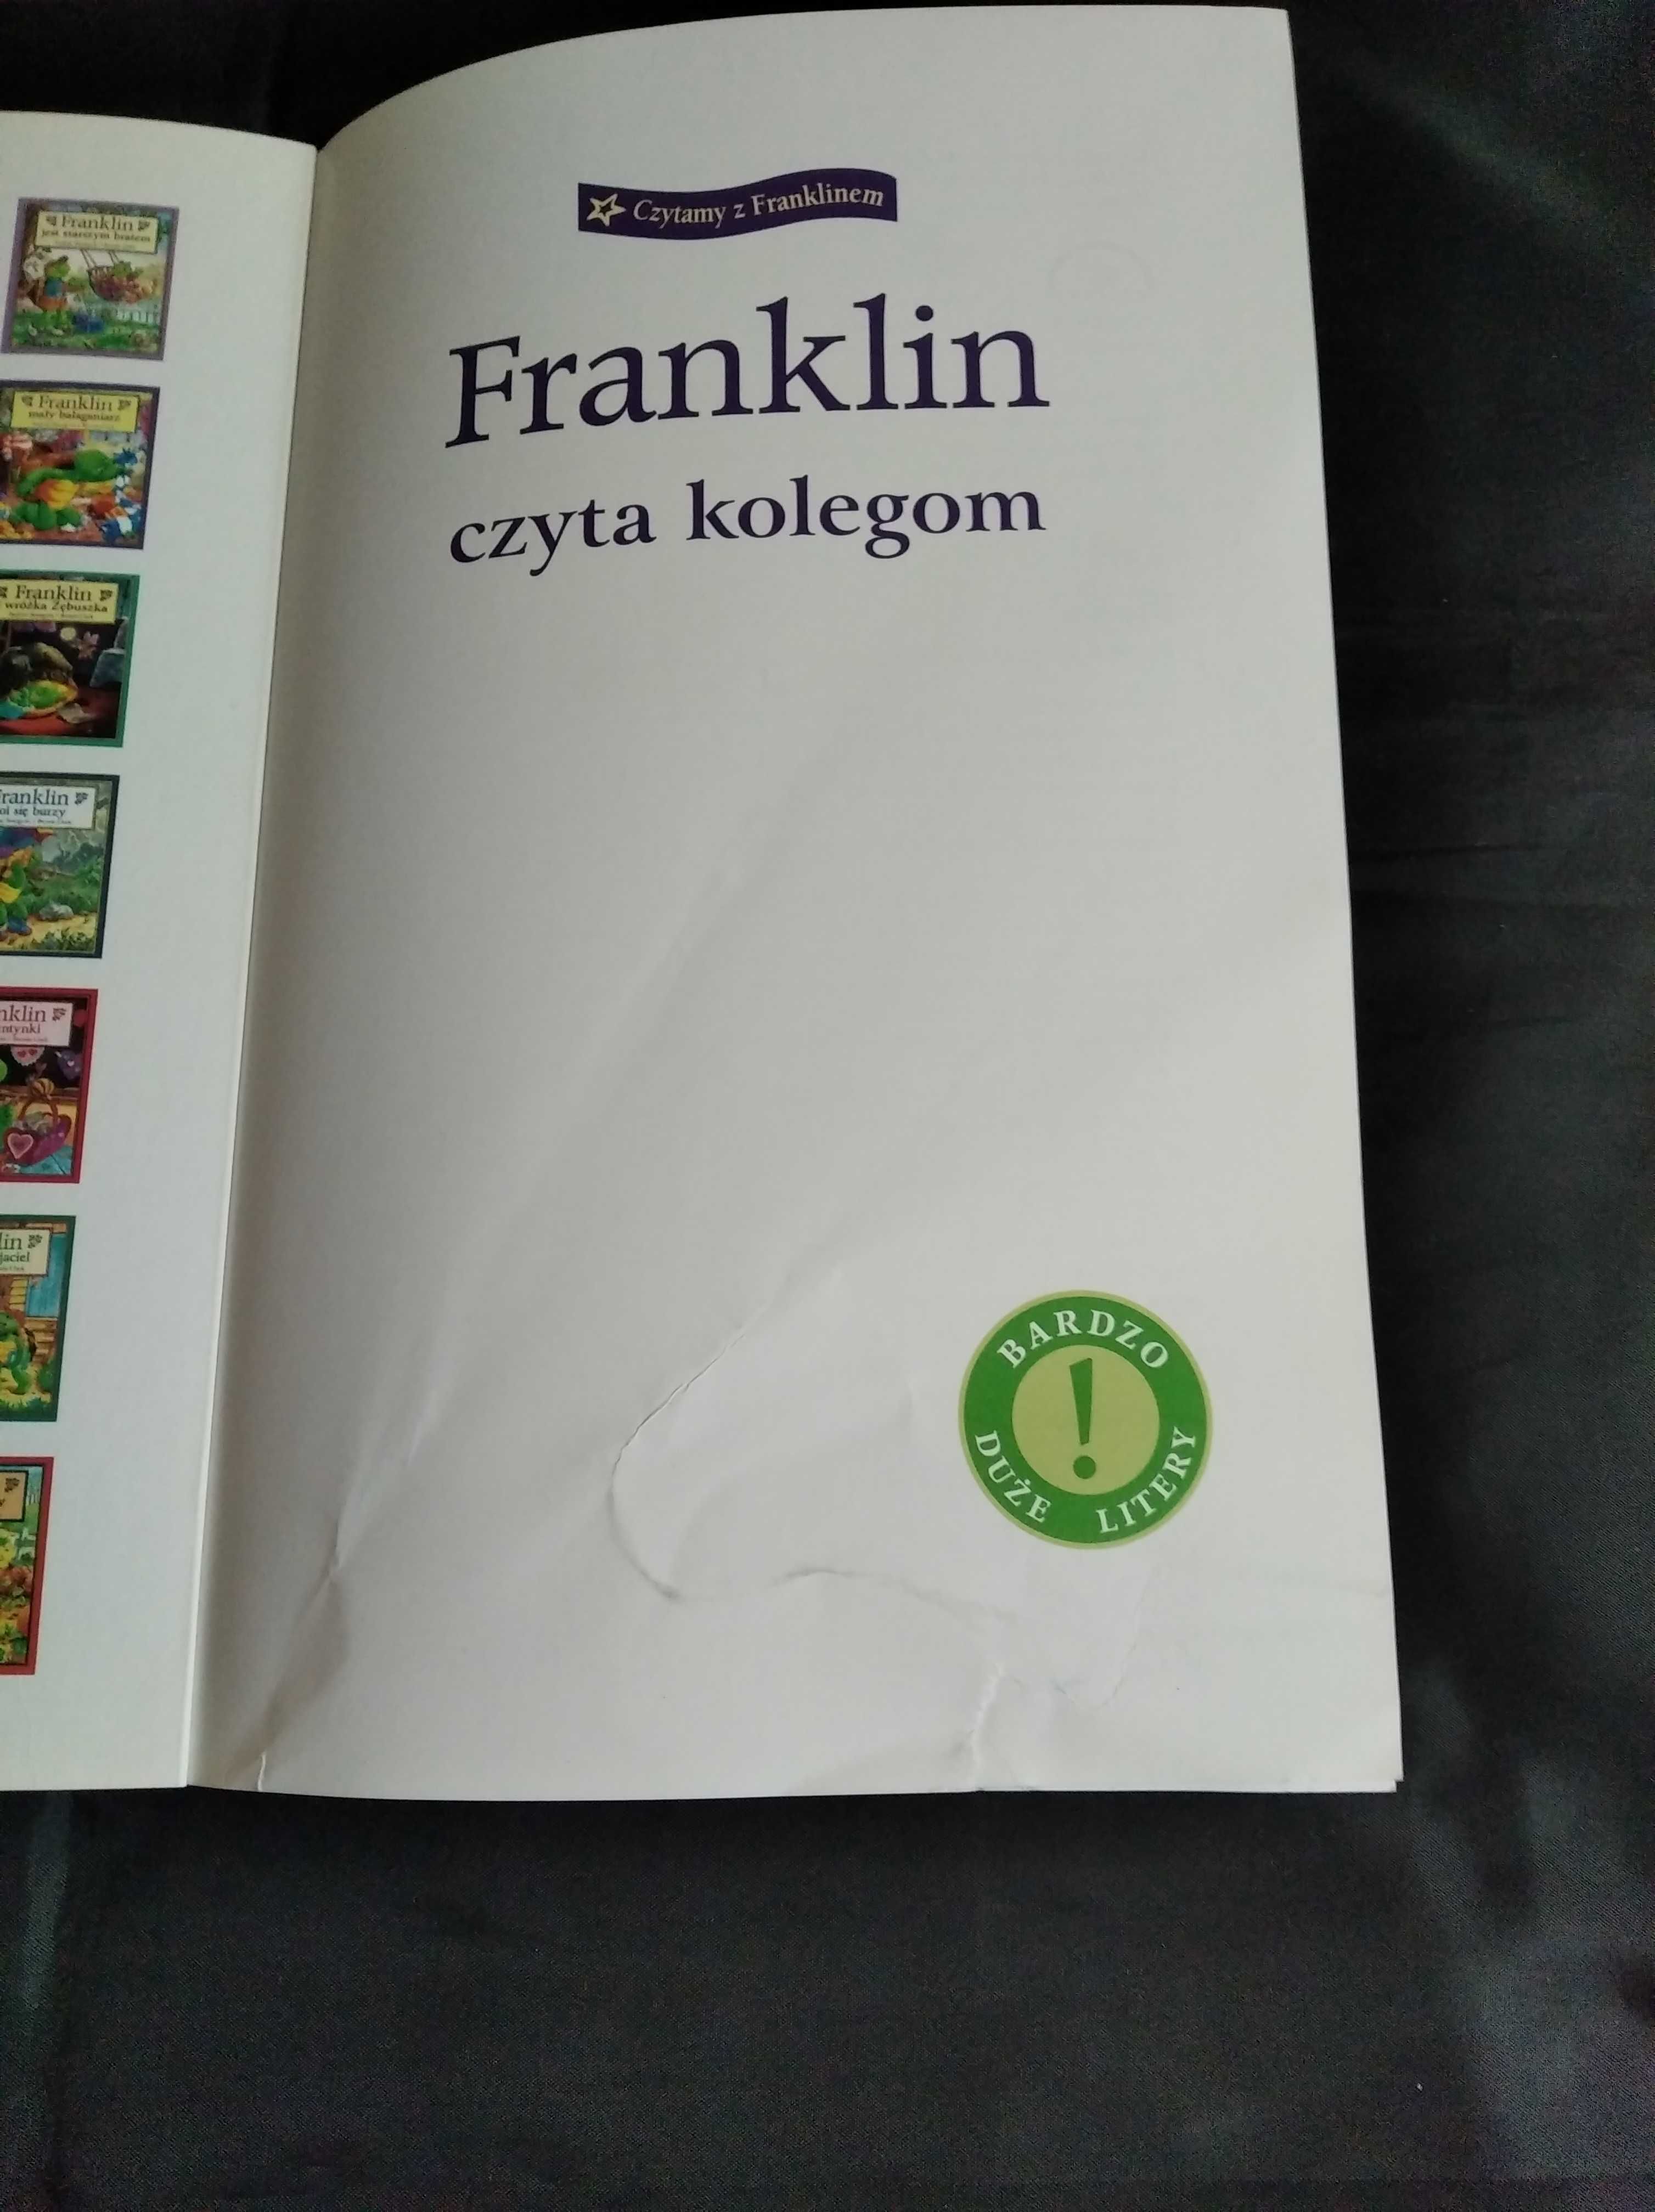 Franklin
jest starszym bratem
Franklin
mały bałaganiarz
Franklin
wróżka Zębuszka
Franklin
się burzy
Czytamy z Franklinem
Franklin
czyta kolegom
BARDZO
!
DUŻE LITERY